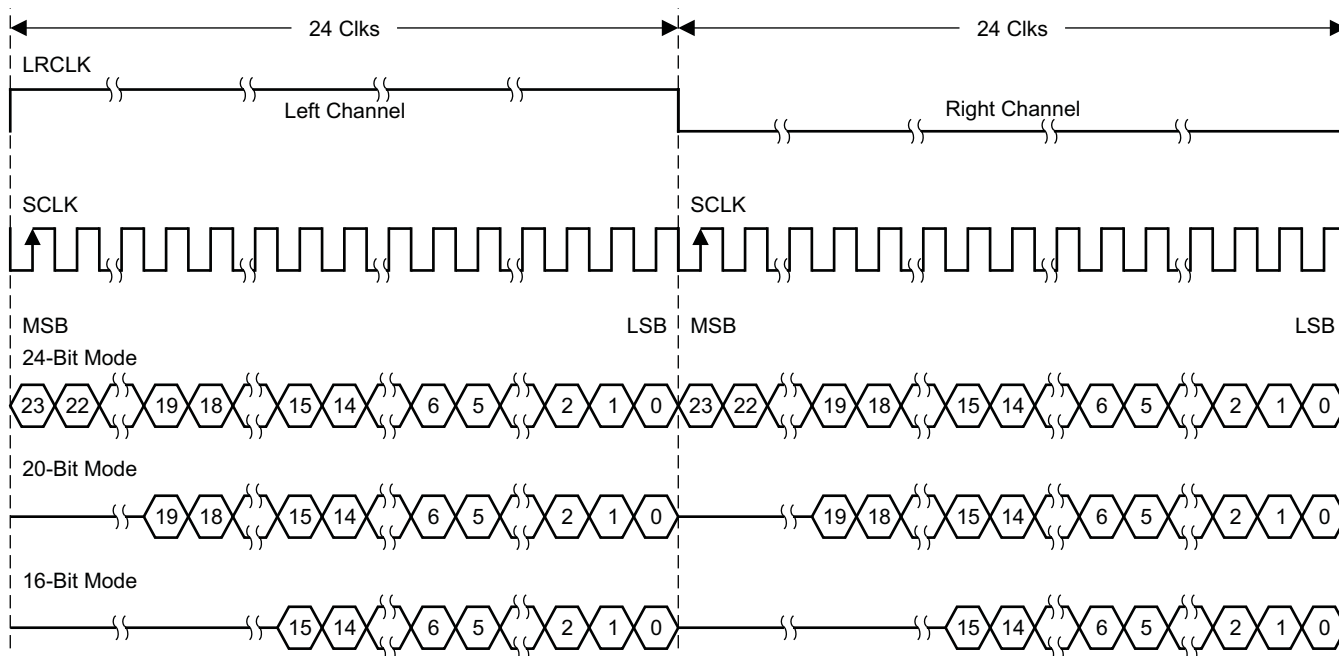 24 Clks 24 Clks
LRCLK
Left Channel Right Channel
SCLK SCLK
MSB LSB MSB LSB
24-Bit Mode
23 22 19 18 15 14 6 5 2 1 0 23 22 19 18 15 14 6 5 2 1 0
20-Bit Mode
19 18 15 14 6 5 2 1 0 19 18 15 14 6 5 2 1 0
16-Bit Mode
15 14 6 5 2 1 0 15 14 6 5 2 1 0